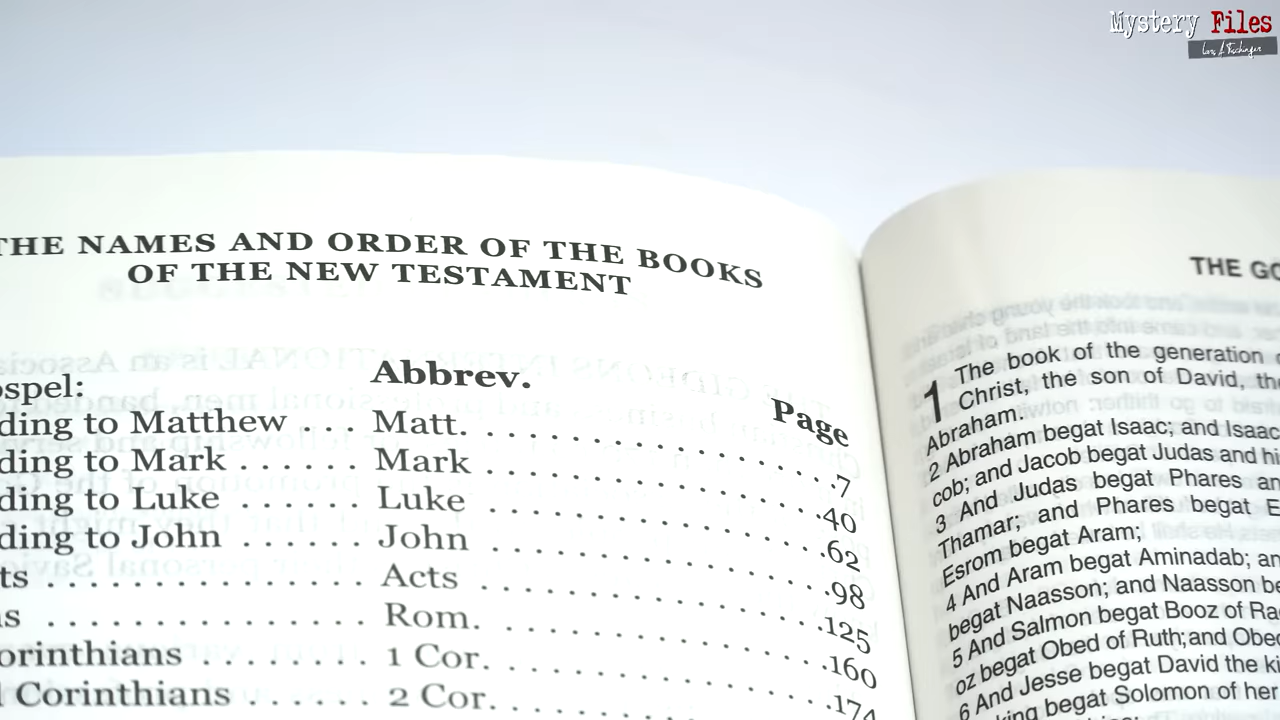 Mystery Files
THE NAMES AND ORDER OF THE BOOKS
OF THE NEW TESTAMENT
ospel:
Abbrev.
Page
ding to Matthew . . . Matt. . . . . . . . . . . . . . . . . .7
ding to Mark . . . . . . Mark . . . . . . . . . . . . . . . . .40
ding to Luke . . . . . . Luke . . . . . . . . . . . . . . . . .62
ding to John . . . . . . John . . . . . . . . . . . . . . . . .98
ts . . . . . . . . . . . . . . . Acts . . . . . . . . . . . . . . . . .125
s . . . . . . . . . . . . . . . Rom. . . . . . . . . . . . . . . . .160
orinthians . . . . . . . . 1 Cor. . . . . . . . . . . . . . . . .174
Corinthians . . . . . . . 2 Cor. . . . . . . . . . . .
THE GO
1 The book of the generation
Christ, the son of David, the
Abraham.
2 Abraham begat Isaac; and Isaac
cob; and Jacob begat Judas and hi
3 And Judas begat Phares an
Thamar; and Phares begat E
Esrom begat Aram;
4 And Aram begat Aminadab; an
begat Naasson; and Naasson be
5 And Salmon begat Booz of Ra
oz begat Obed of Ruth; and Obed
6 And Jesse begat David the ki
king begat Solomon of her